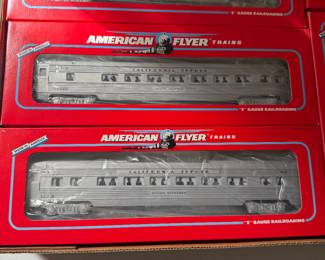 AMERICAN FLYER TRAINS
CALIFORNIA ZEPHYR
"S" GAUGE RAILROADING
AMERICAN FLYER TRAINS
CALIFORNIA ZEPHYR
"S" GAUGE RAILROADING